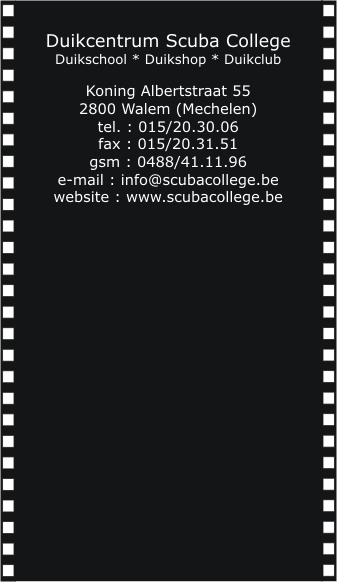 Duikcentrum Scuba College
Duikschool * Duikshop * Duikclub
Koning Albertstraat 55
2800 Walem (Mechelen)
tel. : 015/20.30.06
fax : 015/20.31.51
gsm : 0488/41.11.96
e-mail : info@scubacollege.be
website : www.scubacollege.be